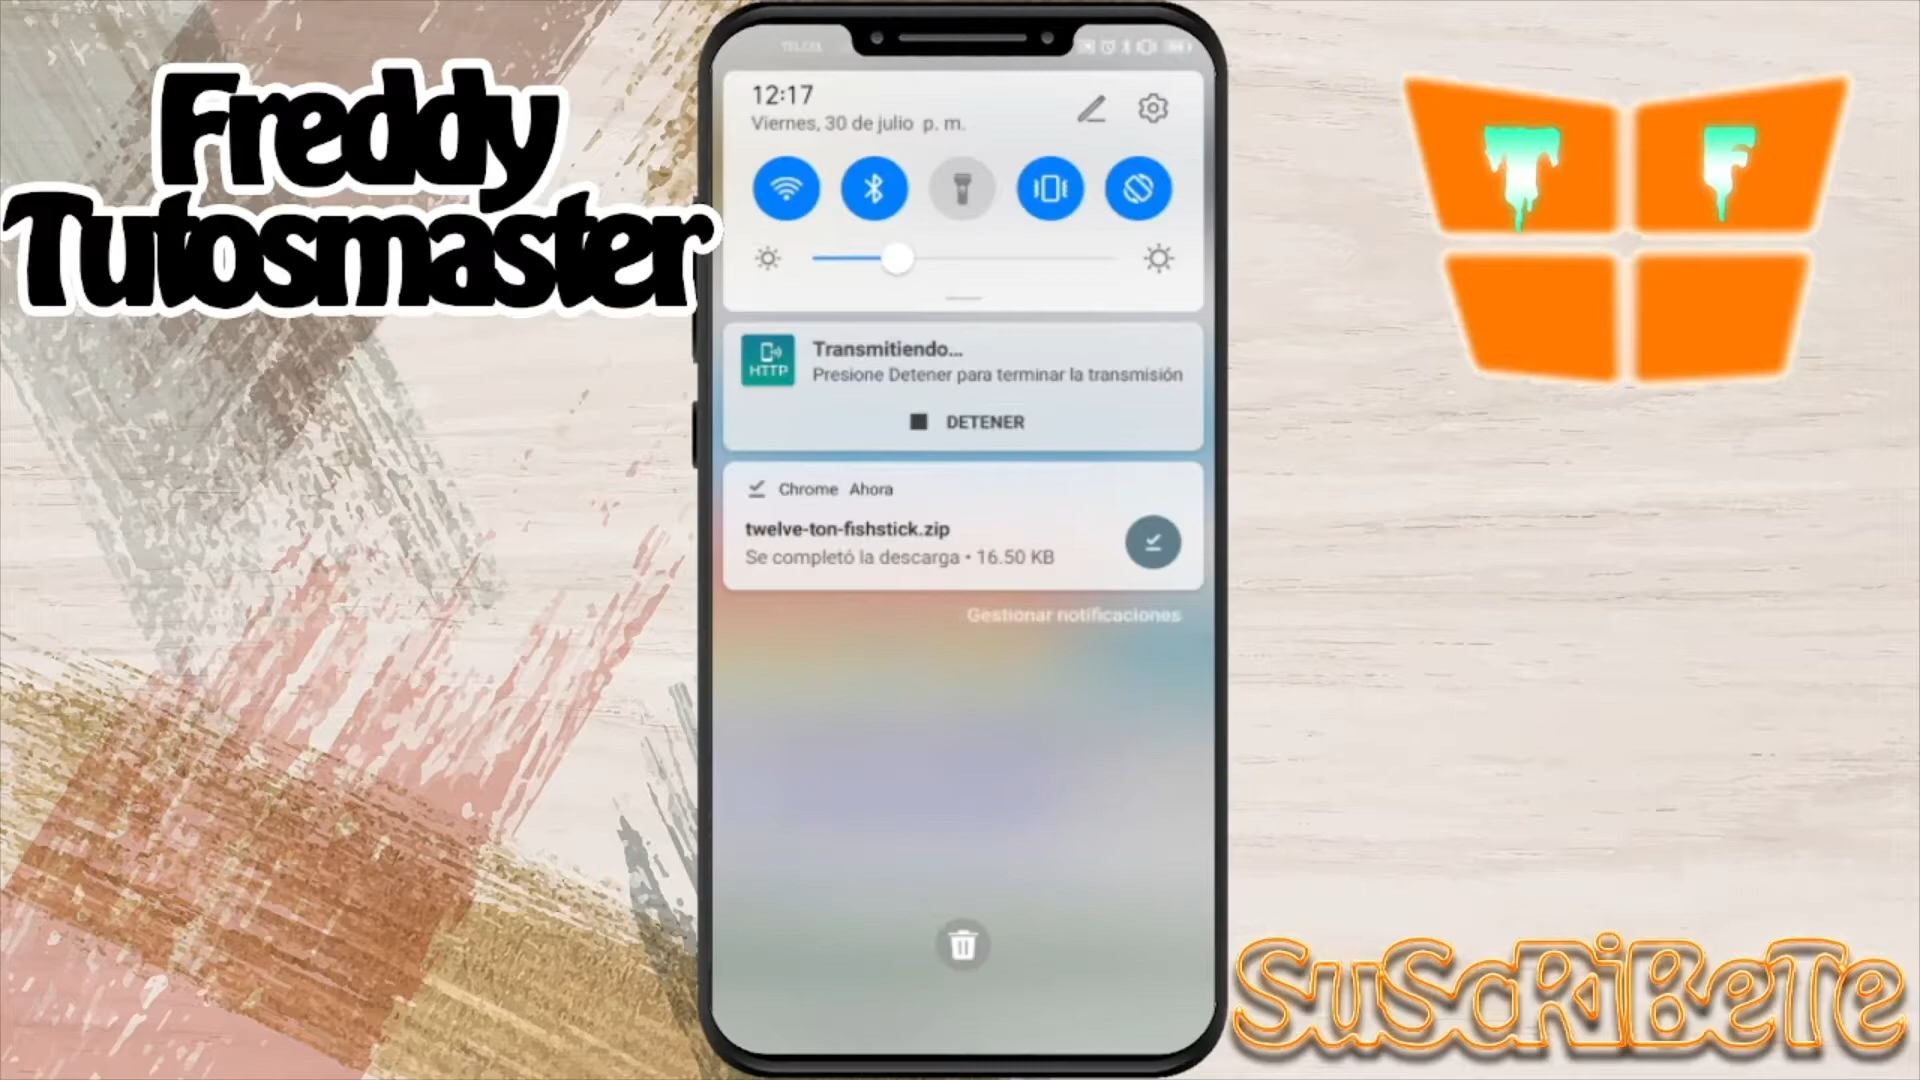 Freddy
Tutosmaster
TELCEL
12:17
Viernes, 30 de julio p. m.
HTTP
Transmitiendo...
Presione Detener para terminar la transmisión
DETENER
Chrome Ahora
twelve-ton-fishstick.zip
Se completó la descarga • 16.50 KB
Gestionar notificaciones
T F
SuScRiBeTe